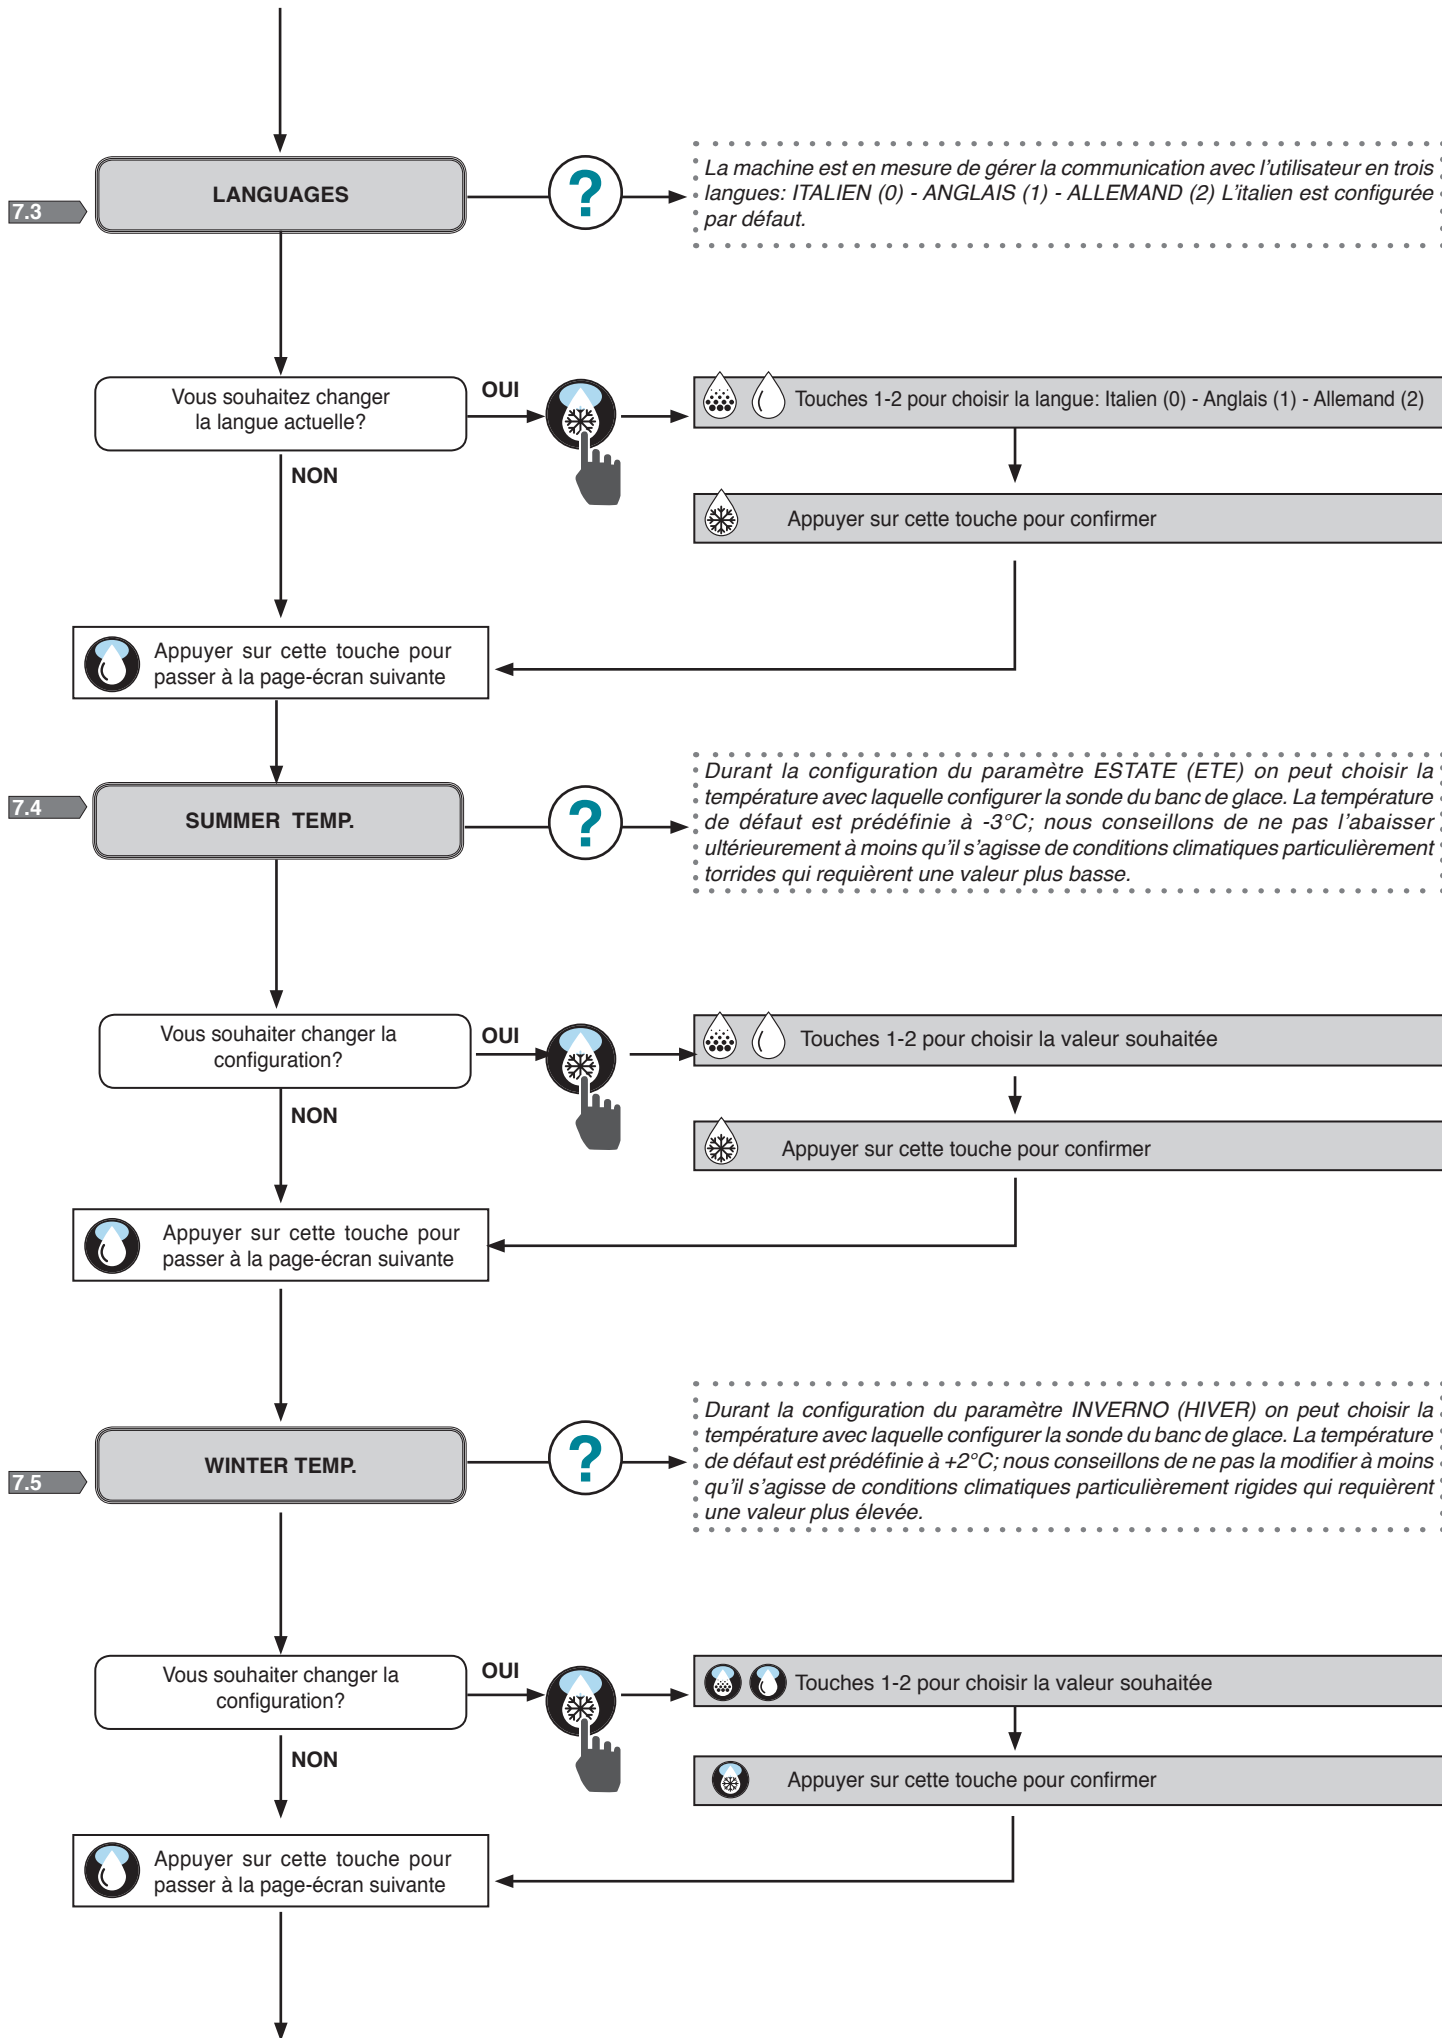 7.3
LANGUAGES
?
La machine est en mesure de gérer la communication avec l'utilisateur en trois
langues: ITALIEN (0) - ANGLAIS (1) - ALLEMAND (2) L'italien est configurée
par défaut.
Vous souhaitez changer
la langue actuelle?
OUI
Touches 1-2 pour choisir la langue: Italien (0) - Anglais (1) - Allemand (2)
NON
Appuyer sur cette touche pour confirmer
Appuyer sur cette touche pour
passer à la page-écran suivante
7.4
SUMMER TEMP.
?
Durant la configuration du paramètre ESTATE (ETE) on peut choisir la
température avec laquelle configurer la sonde du banc de glace. La température
de défaut est prédéfinie à -3°C; nous conseillons de ne pas l'abaisser
ultérieurement à moins qu'il s'agisse de conditions climatiques particulièrement
torrides qui requièrent une valeur plus basse.
Vous souhaiter changer la
configuration?
OUI
Touches 1-2 pour choisir la valeur souhaitée
NON
Appuyer sur cette touche pour confirmer
Appuyer sur cette touche pour
passer à la page-écran suivante
7.5
WINTER TEMP.
?
Durant la configuration du paramètre INVERNO (HIVER) on peut choisir la
température avec laquelle configurer la sonde du banc de glace. La température
de défaut est prédéfinie à +2°C; nous conseillons de ne pas la modifier à moins
qu'il s'agisse de conditions climatiques particulièrement rigides qui requièrent
une valeur plus élevée.
Vous souhaiter changer la
configuration?
OUI
Touches 1-2 pour choisir la valeur souhaitée
NON
Appuyer sur cette touche pour confirmer
Appuyer sur cette touche pour
passer à la page-écran suivante